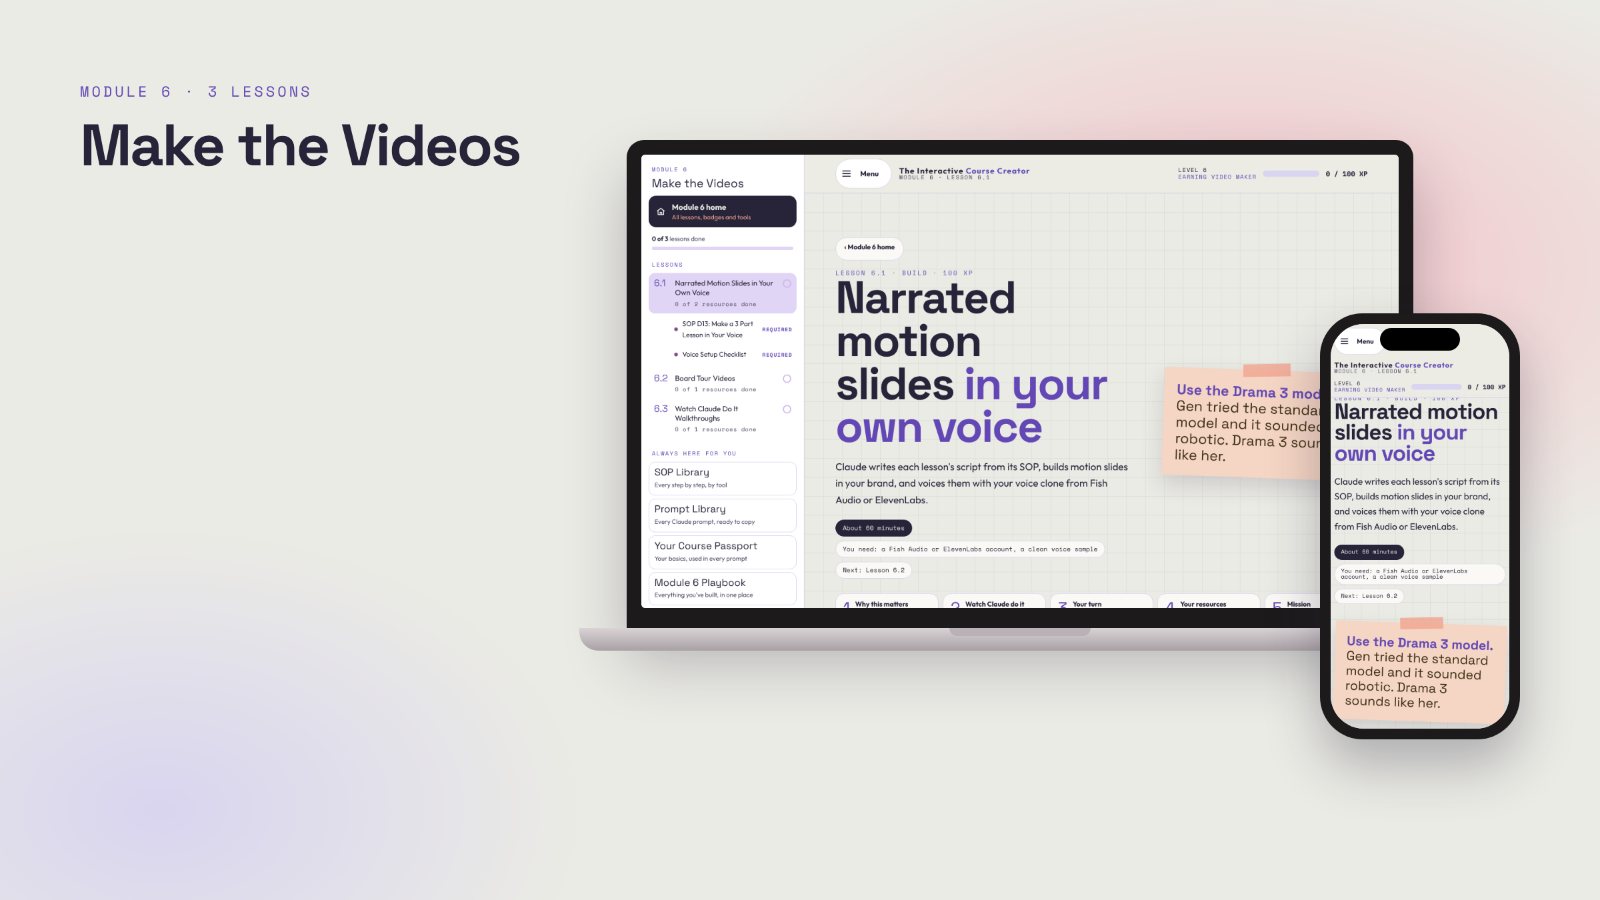 MODULE 6 · 3 LESSONS
Make the Videos
MODULE 6
Make the Videos
Module 6 home
All lessons, badges and tools
0 of 3 lessons done
LESSONS
6.1 Narrated Motion Slides in Your
Own Voice
0 of 2 resources done
SOP D13: Make a 3 Part
Lesson in Your Voice
REQUIRED
Voice Setup Checklist REQUIRED
6.2 Board Tour Videos
0 of 1 resources done
6.3 Watch Claude Do It
Walkthroughs
0 of 1 resources done
ALWAYS HERE FOR YOU
SOP Library
Every step by step, by tool
Prompt Library
Every Claude prompt, ready to copy
Your Course Passport
Your basics, used in every prompt
Module 6 Playbook
Everything you've built, in one place
Menu
The Interactive Course Creator
MODULE 6 · LESSON 6.1
LEVEL 6
EARNING VIDEO MAKER
0 / 100 XP
‹ Module 6 home
LESSON 6.1 · BUILD · 100 XP
Narrated
motion
slides in your
own voice
Claude writes each lesson's script from its SOP, builds motion slides
in your brand, and voices them with your voice clone from Fish
Audio or ElevenLabs.
About 60 minutes
You need: a Fish Audio or ElevenLabs account, a clean voice sample
Next: Lesson 6.2
1 Why this matters
2 Watch Claude do it
3 Your turn
4 Your resources
5 Mission
Use the Drama 3 mod
Gen tried the standar
model and it sounded
robotic. Drama 3 soun
like her.
Menu
The Interactive Course Creator
MODULE 6 · LESSON 6.1
LEVEL 6
EARNING VIDEO MAKER
0 / 100 XP
LESSON 6.1 · BUILD · 100 XP
Narrated motion
slides in your
own voice
Claude writes each lesson's script from its
SOP, builds motion slides in your brand,
and voices them with your voice clone
from Fish Audio or ElevenLabs.
About 60 minutes
You need: a Fish Audio or ElevenLabs
account, a clean voice sample
Next: Lesson 6.2
Use the Drama 3 model.
Gen tried the standard
model and it sounded
robotic. Drama 3
sounds like her.